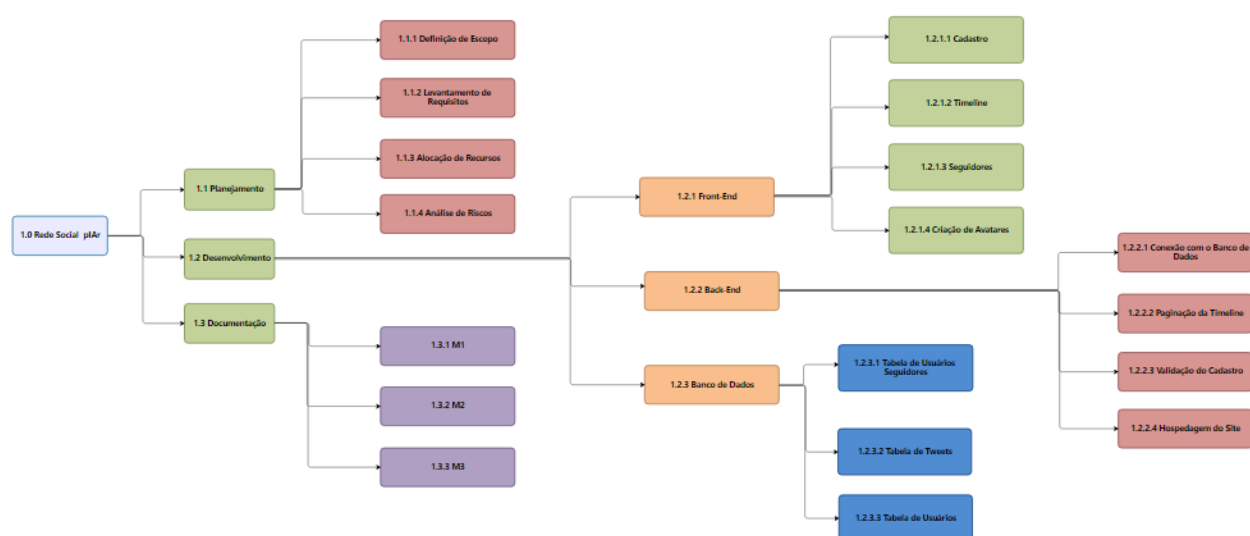 1.0 Rede Social pIAr
1.1 Planejamento
1.1.1 Definição de Escopo
1.1.2 Levantamento de
Requisitos
1.1.3 Alocação de Recursos
1.1.4 Análise de Riscos
1.2 Desenvolvimento
1.2.1 Front-End
1.2.1.1 Cadastro
1.2.1.2 Timeline
1.2.1.3 Seguidores
1.2.1.4 Criação de Avatares
1.2.2 Back-End
1.2.2.1 Conexão com o Banco de
Dados
1.2.2.2 Paginação da Timeline
1.2.2.3 Validação do Cadastro
1.2.2.4 Hospedagem do Site
1.2.3 Banco de Dados
1.2.3.1 Tabela de Usuários
Seguidores
1.2.3.2 Tabela de Tweets
1.2.3.3 Tabela de Usuários
1.3 Documentação
1.3.1 M1
1.3.2 M2
1.3.3 M3